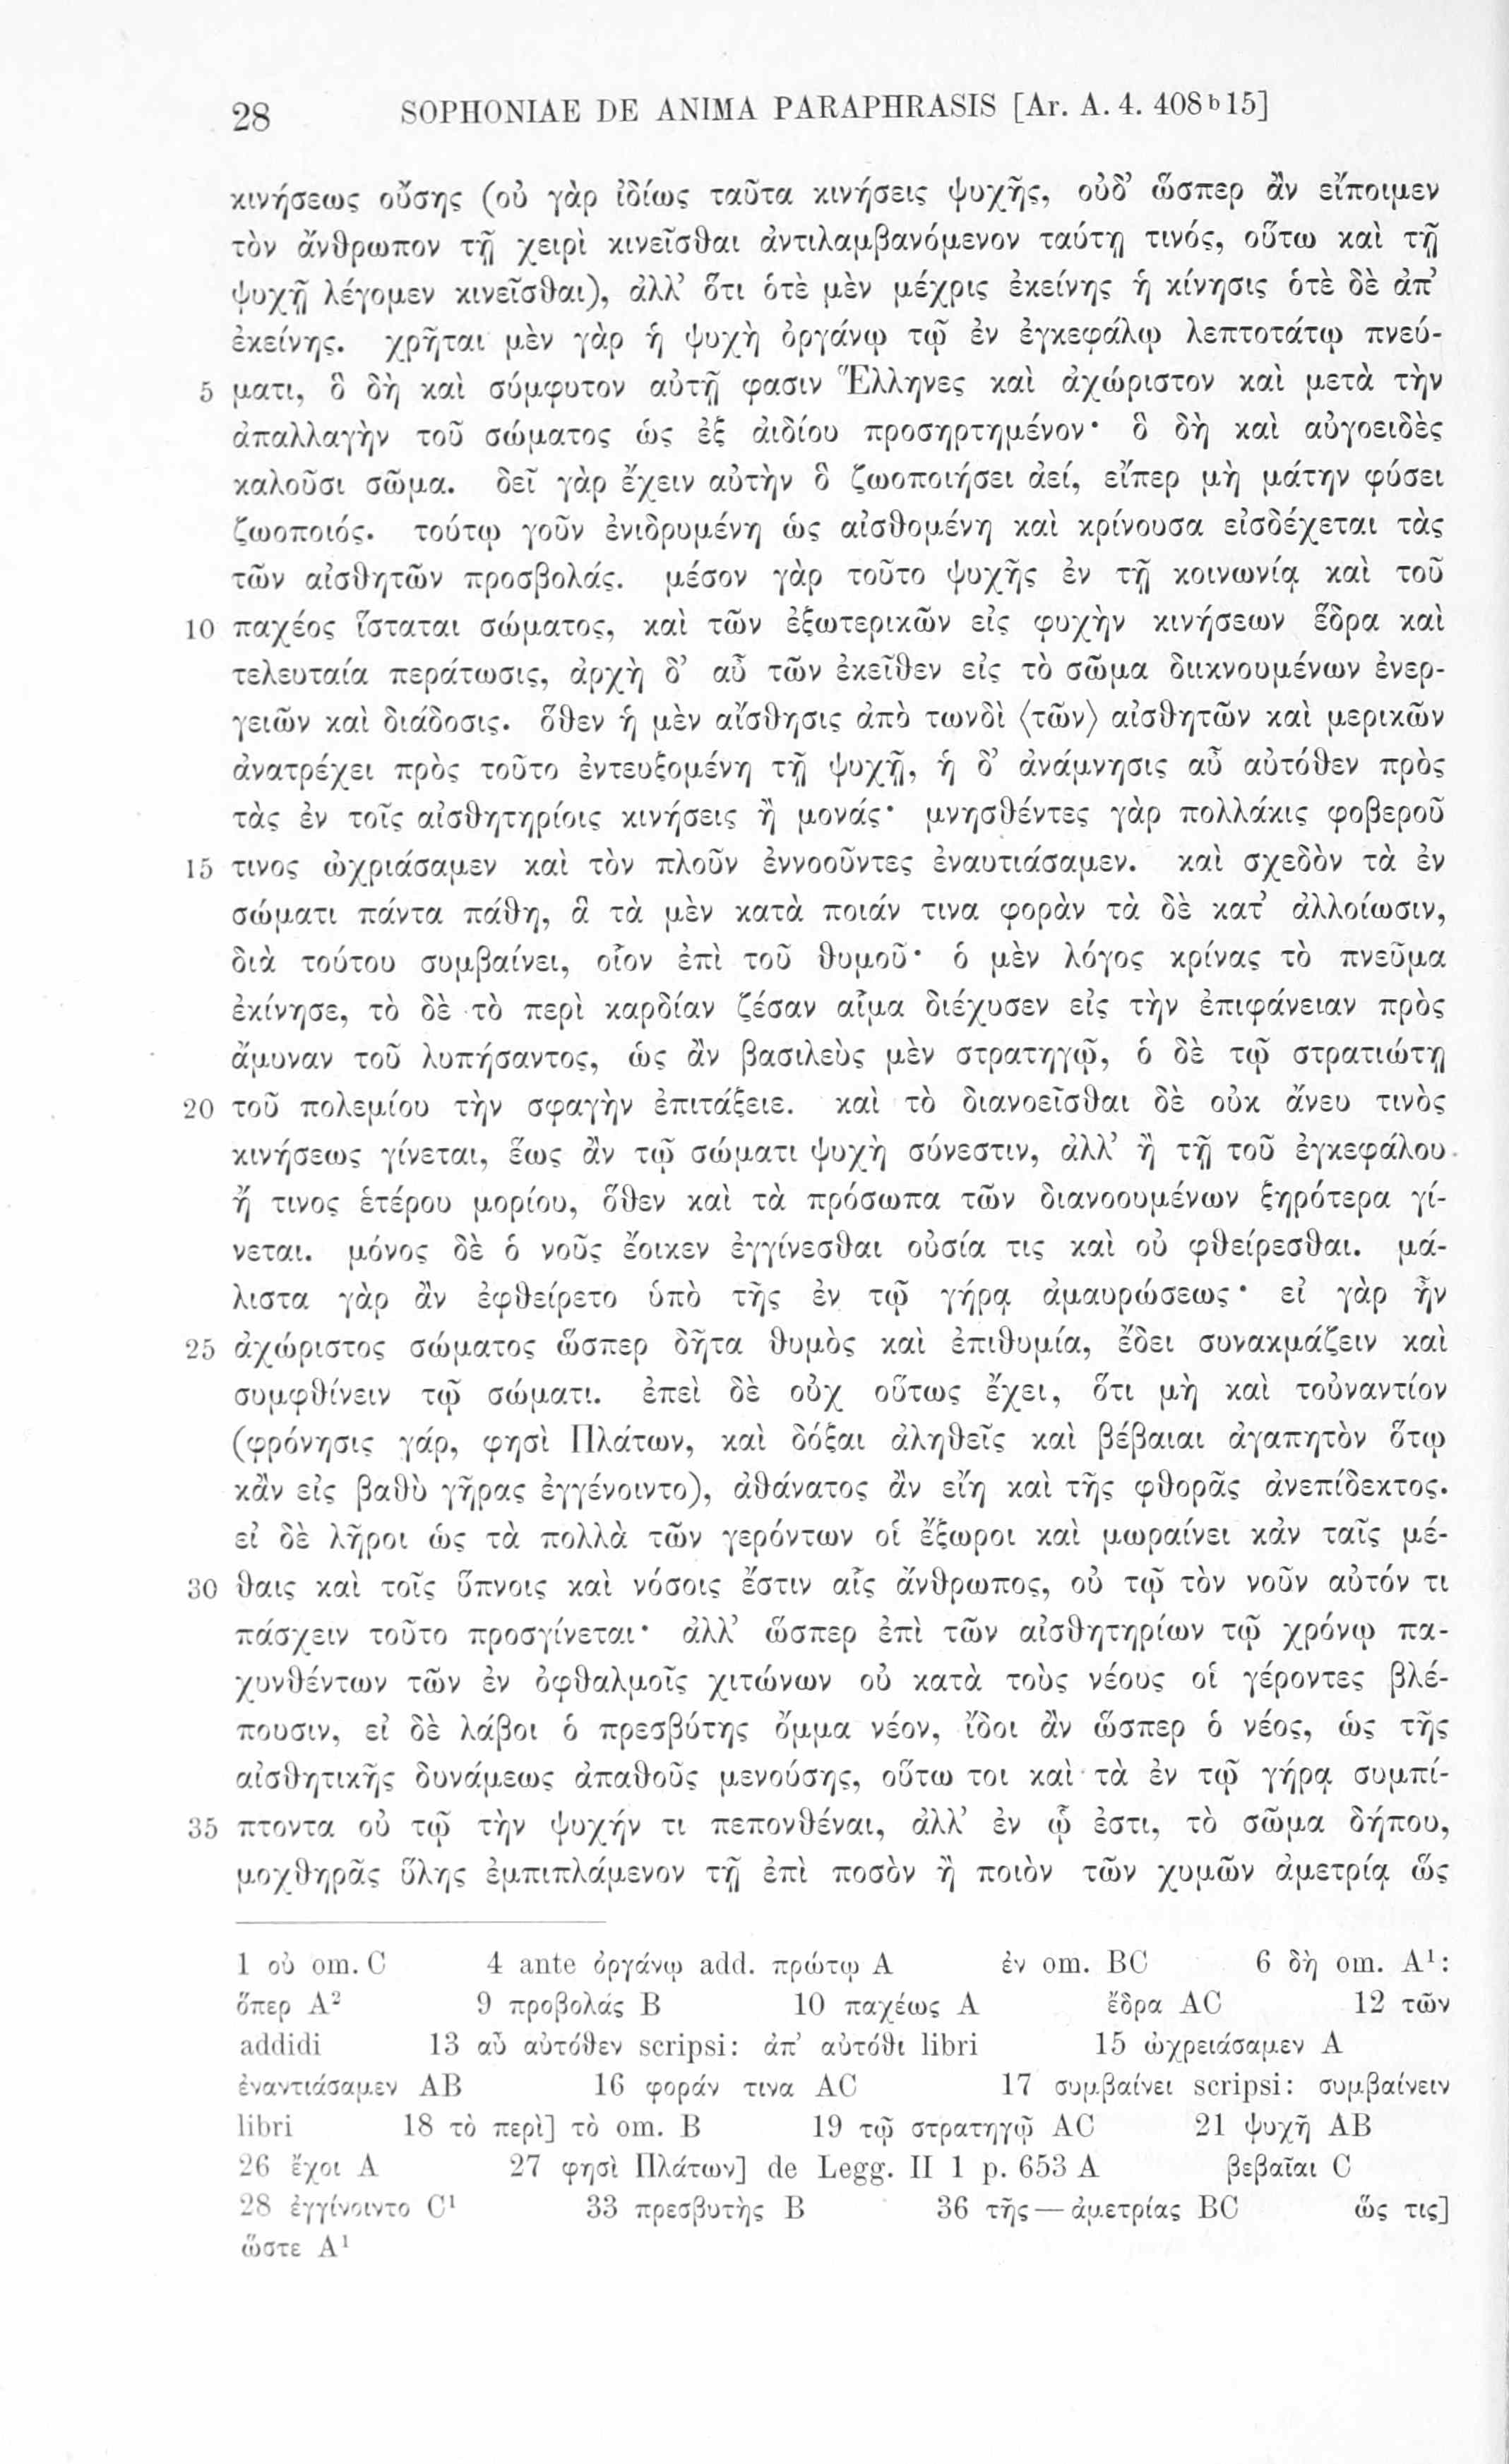 28 SOPHONIAE DE ANIMA PARAPHRASIS [Ar. A. 4. 408ᵇ15]
κινήσεως οὔσης (οὐ γὰρ ἰδίως ταῦτα κινήσεις ψυχῆς, οὐδ’ ὥσπερ ἂν εἴποιμεν
τὸν ἄνθρωπον τῇ χειρὶ κινεῖσθαι ἀντιλαμβανόμενον ταύτῃ τινός, οὕτω καὶ τῇ
ψυχῇ λέγομεν κινεῖσθαι), ἀλλ’ ὅτι ὁτὲ μὲν μέχρις ἐκείνης ἡ κίνησις ὁτὲ δὲ ἀπ’
ἐκείνης. χρῆται μὲν γὰρ ἡ ψυχὴ ὀργάνῳ τῷ ἐν ἐγκεφάλῳ λεπτοτάτῳ πνεύ-
5 ματι, ὃ δὴ καὶ σύμφυτον αὐτῇ φασιν Ἕλληνες καὶ ἀχώριστον καὶ μετὰ τὴν
ἀπαλλαγὴν τοῦ σώματος ὡς ἐξ ἀιδίου προσηρτημένον· ὃ δὴ καὶ αὐγοειδὲς
καλοῦσι σῶμα. δεῖ γὰρ ἔχειν αὐτὴν ὃ ζωοποιήσει ἀεί, εἴπερ μὴ μάτην φύσει
ζωοποιός. τούτῳ γοῦν ἐνιδρυμένη ὡς αἰσθομένη καὶ κρίνουσα εἰσδέχεται τὰς
τῶν αἰσθητῶν προσβολάς. μέσον γὰρ τοῦτο ψυχῆς ἐν τῇ κοινωνίᾳ καὶ τοῦ
10 παχέος ἵσταται σώματος, καὶ τῶν ἐξωτερικῶν εἰς φυχὴν κινήσεων ἕδρα καὶ
τελευταία περάτωσις, ἀρχὴ δ’ αὖ τῶν ἐκεῖθεν εἰς τὸ σῶμα διικνουμένων ἐνερ-
γειῶν καὶ διάδοσις. ὅθεν ἡ μὲν αἴσθησις ἀπὸ τωνδὶ ⟨τῶν⟩ αἰσθητῶν καὶ μερικῶν
ἀνατρέχει πρὸς τοῦτο ἐντευξομένη τῇ ψυχῇ, ἡ δ’ ἀνάμνησις αὖ αὐτόθεν πρὸς
τὰς ἐν τοῖς αἰσθητηρίοις κινήσεις ἢ μονάς· μνησθέντες γὰρ πολλάκις φοβεροῦ
15 τινος ὠχριάσαμεν καὶ τὸν πλοῦν ἐννοοῦντες ἐναυτιάσαμεν. καὶ σχεδὸν τὰ ἐν
σώματι πάντα πάθη, ἃ τὰ μὲν κατὰ ποιάν τινα φορὰν τὰ δὲ κατ’ ἀλλοίωσιν,
διὰ τούτου συμβαίνει, οἷον ἐπὶ τοῦ θυμοῦ· ὁ μὲν λόγος κρίνας τὸ πνεῦμα
ἐκίνησε, τὸ δὲ τὸ περὶ καρδίαν ζέσαν αἷμα διέχυσεν εἰς τὴν ἐπιφάνειαν πρὸς
ἄμυναν τοῦ λυπήσαντος, ὡς ἂν βασιλεὺς μὲν στρατηγῷ, ὁ δὲ τῷ στρατιώτῃ
20 τοῦ πολεμίου τὴν σφαγὴν ἐπιτάξειε. καὶ τὸ διανοεῖσθαι δὲ οὐκ ἄνευ τινὸς
κινήσεως γίνεται, ἕως ἂν τῷ σώματι ψυχὴ σύνεστιν, ἀλλ’ ἢ τῇ τοῦ ἐγκεφάλου
ἤ τινος ἑτέρου μορίου, ὅθεν καὶ τὰ πρόσωπα τῶν διανοουμένων ξηρότερα γί-
νεται. μόνος δὲ ὁ νοῦς ἔοικεν ἐγγίνεσθαι οὐσία τις καὶ οὐ φθείρεσθαι. μά-
λιστα γὰρ ἂν ἐφθείρετο ὑπὸ τῆς ἐν τῷ γήρᾳ ἀμαυρώσεως· εἰ γὰρ ἦν
25 ἀχώριστος σώματος ὥσπερ δῆτα θυμὸς καὶ ἐπιθυμία, ἔδει συνακμάζειν καὶ
συμφθίνειν τῷ σώματι. ἐπεὶ δὲ οὐχ οὕτως ἔχει, ὅτι μὴ καὶ τοὐναντίον
(φρόνησις γάρ, φησὶ Πλάτων, καὶ δόξαι ἀληθεῖς καὶ βέβαιαι ἀγαπητὸν ὅτῳ
κἂν εἰς βαθὺ γῆρας ἐγγένοιντο), ἀθάνατος ἂν εἴη καὶ τῆς φθορᾶς ἀνεπίδεκτος.
εἰ δὲ λῆροι ὡς τὰ πολλὰ τῶν γερόντων οἱ ἔξωροι καὶ μωραίνει κἀν ταῖς μέ-
30 θαις καὶ τοῖς ὕπνοις καὶ νόσοις ἔστιν αἷς ἄνθρωπος, οὐ τῷ τὸν νοῦν αὐτόν τι
πάσχειν τοῦτο προσγίνεται· ἀλλ’ ὥσπερ ἐπὶ τῶν αἰσθητηρίων τῷ χρόνῳ πα-
χυνθέντων τῶν ἐν ὀφθαλμοῖς χιτώνων οὐ κατὰ τοὺς νέους οἱ γέροντες βλέ-
πουσιν, εἰ δὲ λάβοι ὁ πρεσβύτης ὄμμα νέον, ἴδοι ἂν ὥσπερ ὁ νέος, ὡς τῆς
αἰσθητικῆς δυνάμεως ἀπαθοῦς μενούσης, οὕτω τοι καὶ τὰ ἐν τῷ γήρᾳ συμπί-
35 πτοντα οὐ τῷ τὴν ψυχήν τι πεπονθέναι, ἀλλ’ ἐν ᾧ ἐστι, τὸ σῶμα δήπου,
μοχθηρᾶς ὕλης ἐμπιπλάμενον τῇ ἐπὶ ποσὸν ἢ ποιὸν τῶν χυμῶν ἀμετρίᾳ ὥς
1 οὐ om. C 4 ante ὀργάνῳ add. πρώτῳ A ἐν om. BC 6 δὴ om. A¹:
ὅπερ A² 9 προβολάς B 10 παχέως A ἔδρα AC 12 τῶν
addidi 13 αὖ αὐτόθεν scripsi: ἀπ’ αὐτόθι libri 15 ὠχρειάσαμεν A
ἐναντιάσαμεν AB 16 φοράν τινα AC 17 συμβαίνει scripsi: συμβαίνειν
libri 18 τὸ περὶ] τὸ om. B 19 τῷ στρατηγῷ AC 21 ψυχῇ AB
26 ἔχοι A 27 φησὶ Πλάτων] de Legg. II 1 p. 653 A βεβαῖαι C
28 ἐγγίνοιντο C¹ 33 πρεσβυτὴς B 36 τῆς — ἀμετρίας BC ὥς τις]
ὥστε A¹